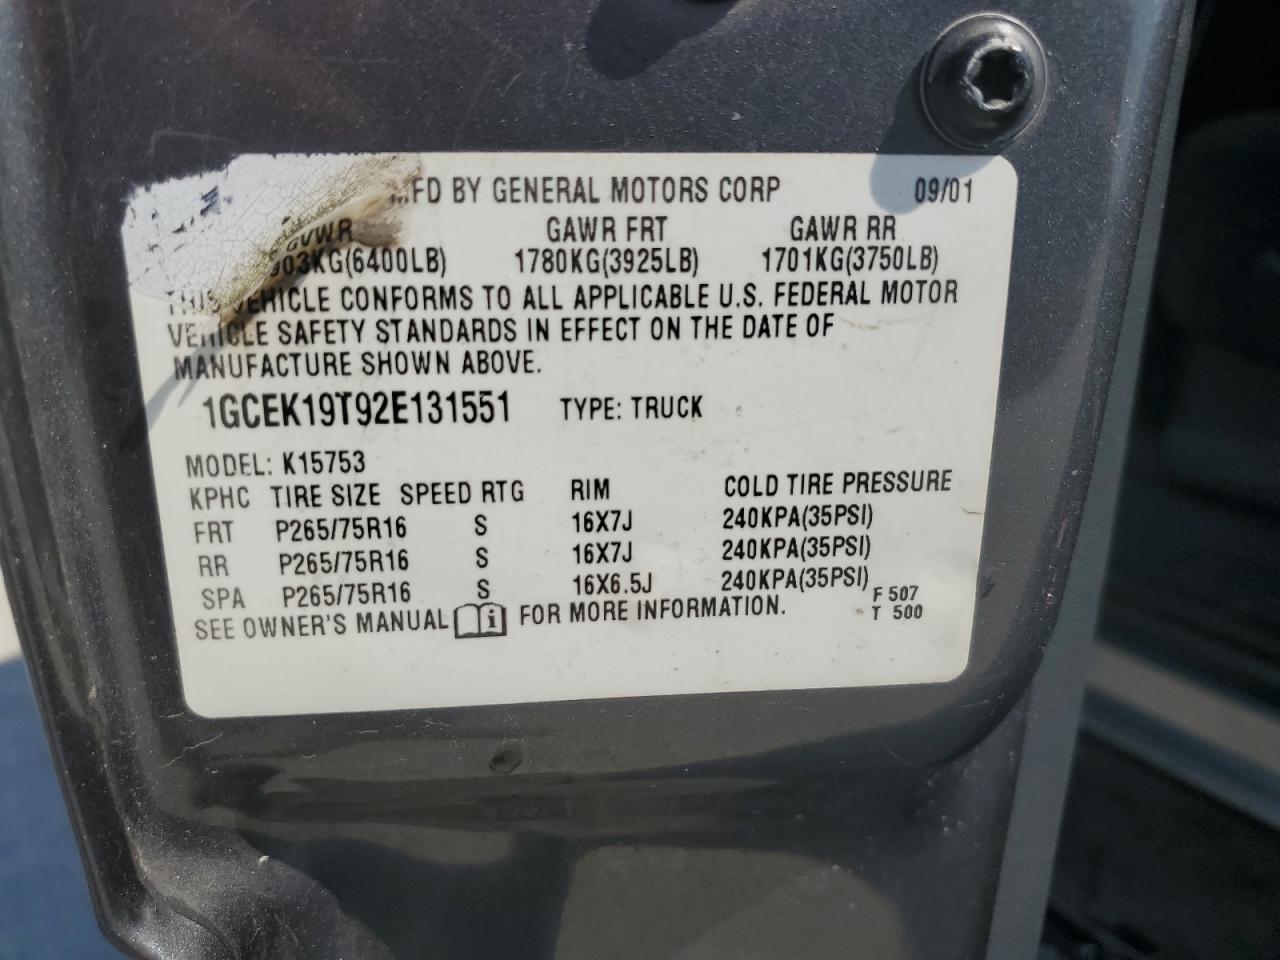 MFD BY GENERAL MOTORS CORP 09/01
GVWR GAWR FRT GAWR RR
903KG(6400LB) 1780KG(3925LB) 1701KG(3750LB)
THIS VEHICLE CONFORMS TO ALL APPLICABLE U.S. FEDERAL MOTOR
VEHICLE SAFETY STANDARDS IN EFFECT ON THE DATE OF
MANUFACTURE SHOWN ABOVE.
1GCEK19T92E131551 TYPE: TRUCK
MODEL: K15753
KPHC TIRE SIZE SPEED RTG RIM COLD TIRE PRESSURE
FRT P265/75R16 S 16X7J 240KPA(35PSI)
RR P265/75R16 S 16X7J 240KPA(35PSI)
SPA P265/75R16 S 16X6.5J 240KPA(35PSI)
SEE OWNER'S MANUAL i FOR MORE INFORMATION.
F 507
T 500